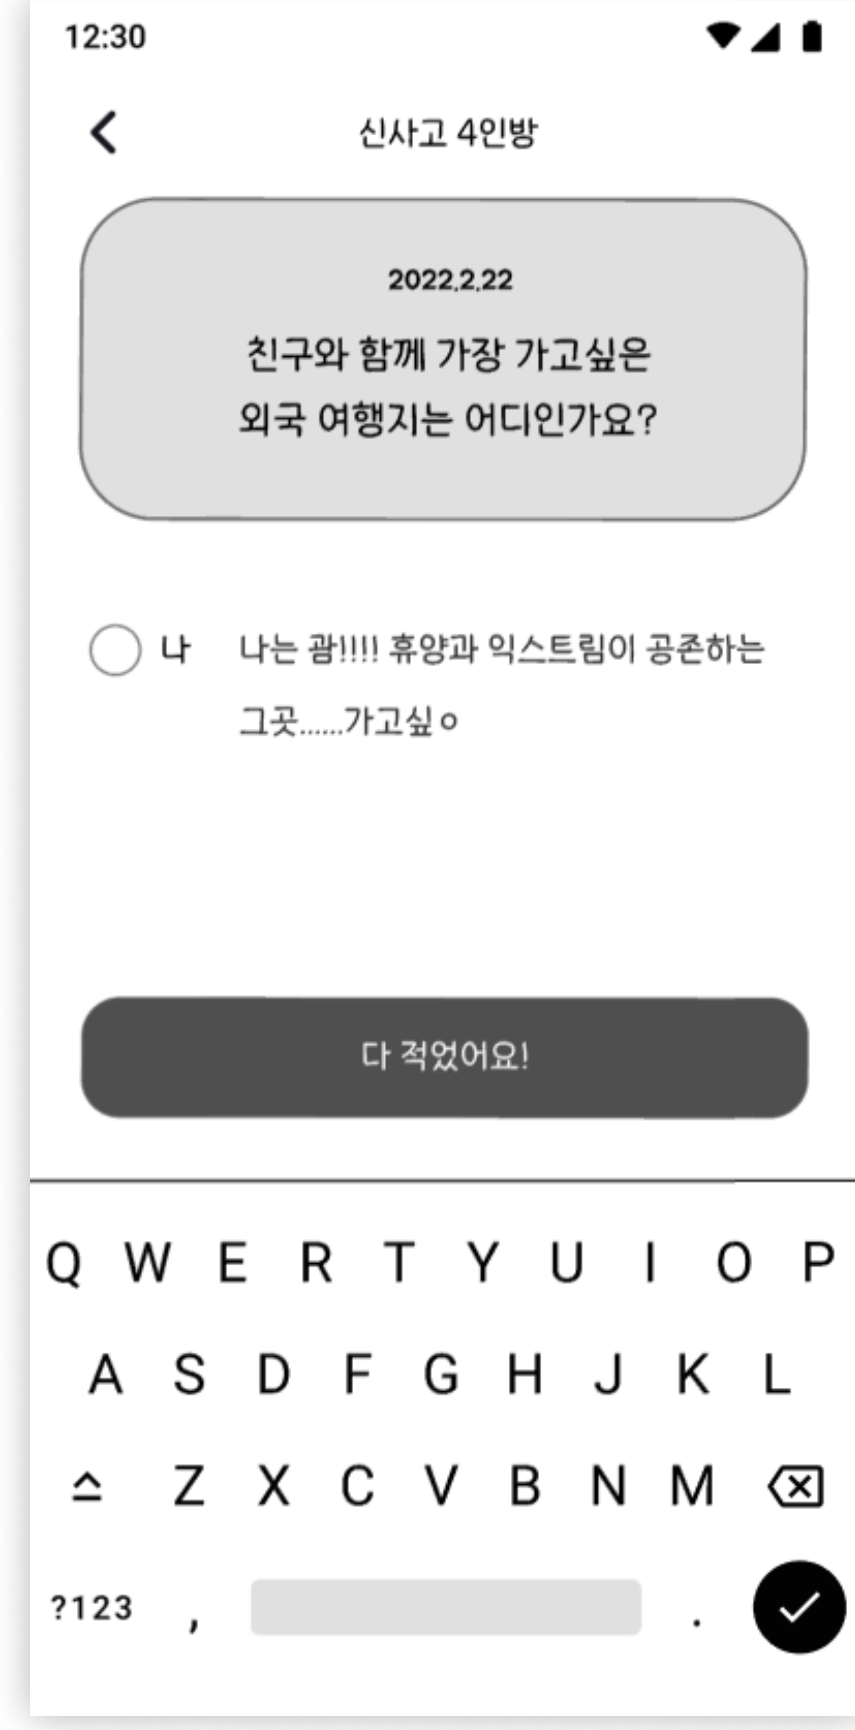 12:30
신사고 4인방
2022.2.22
친구와 함께 가장 가고싶은
외국 여행지는 어디인가요?
나 나는 괌!!!! 휴양과 익스트림이 공존하는
그곳......가고싶ㅇ
다 적었어요!
Q W E R T Y U I O P
A S D F G H J K L
Z X C V B N M
?123 , .